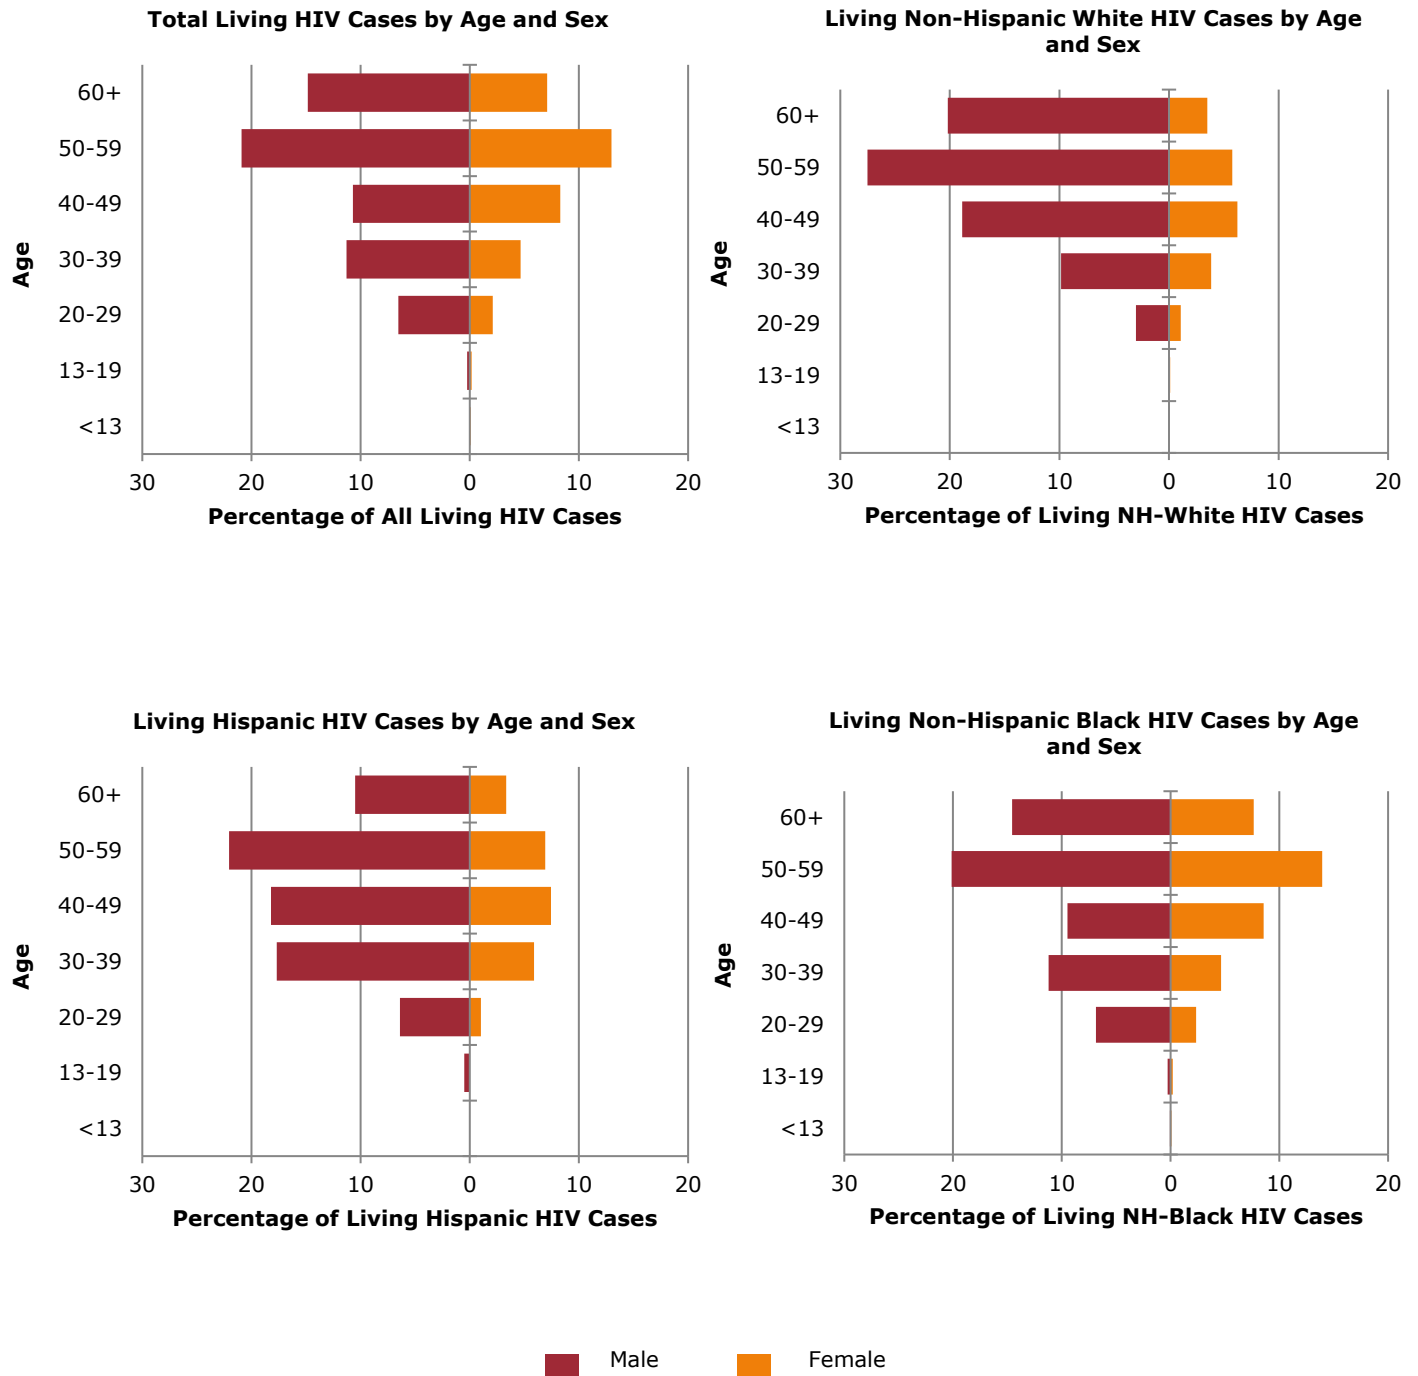 Total Living HIV Cases by Age and Sex
60+
50-59
40-49
30-39
20-29
13-19
<13
Age
30 20 10 0 10 20
Percentage of All Living HIV Cases
Living Non-Hispanic White HIV Cases by Age
and Sex
60+
50-59
40-49
30-39
20-29
13-19
<13
Age
30 20 10 0 10 20
Percentage of Living NH-White HIV Cases
Living Hispanic HIV Cases by Age and Sex
60+
50-59
40-49
30-39
20-29
13-19
<13
Age
30 20 10 0 10 20
Percentage of Living Hispanic HIV Cases
Living Non-Hispanic Black HIV Cases by Age
and Sex
60+
50-59
40-49
30-39
20-29
13-19
<13
Age
30 20 10 0 10 20
Percentage of Living NH-Black HIV Cases
Male Female